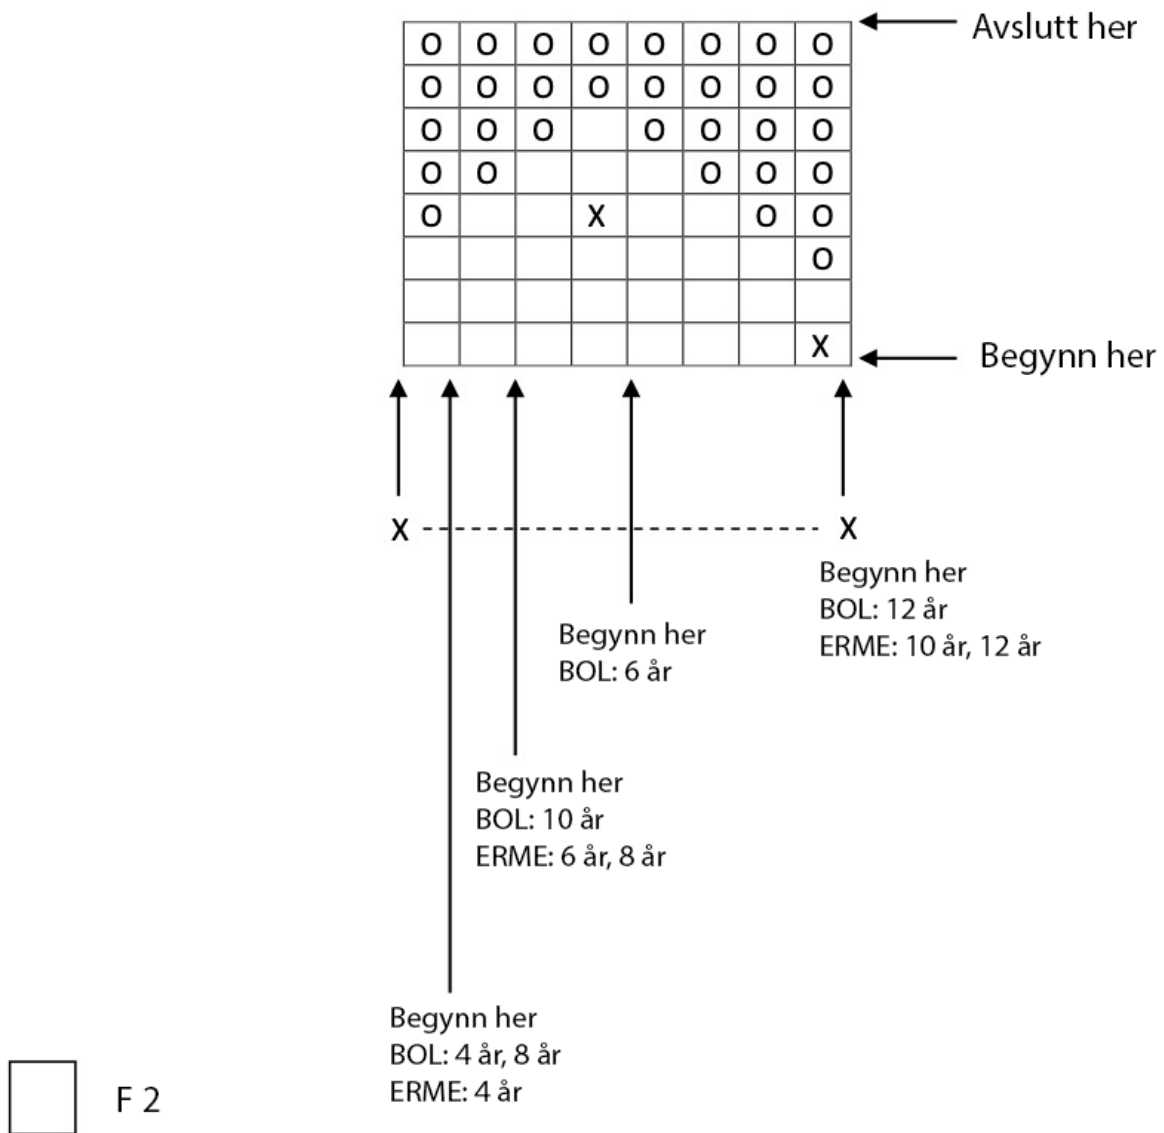 O O O O O O O O
Avslutt her
O O O O O O O O
O O O O O O O
O O O O O
O X O O
O
X
Begynn her
X X
Begynn her
BOL: 12 år
ERME: 10 år, 12 år
Begynn her
BOL: 6 år
Begynn her
BOL: 10 år
ERME: 6 år, 8 år
Begynn her
BOL: 4 år, 8 år
ERME: 4 år
F 2